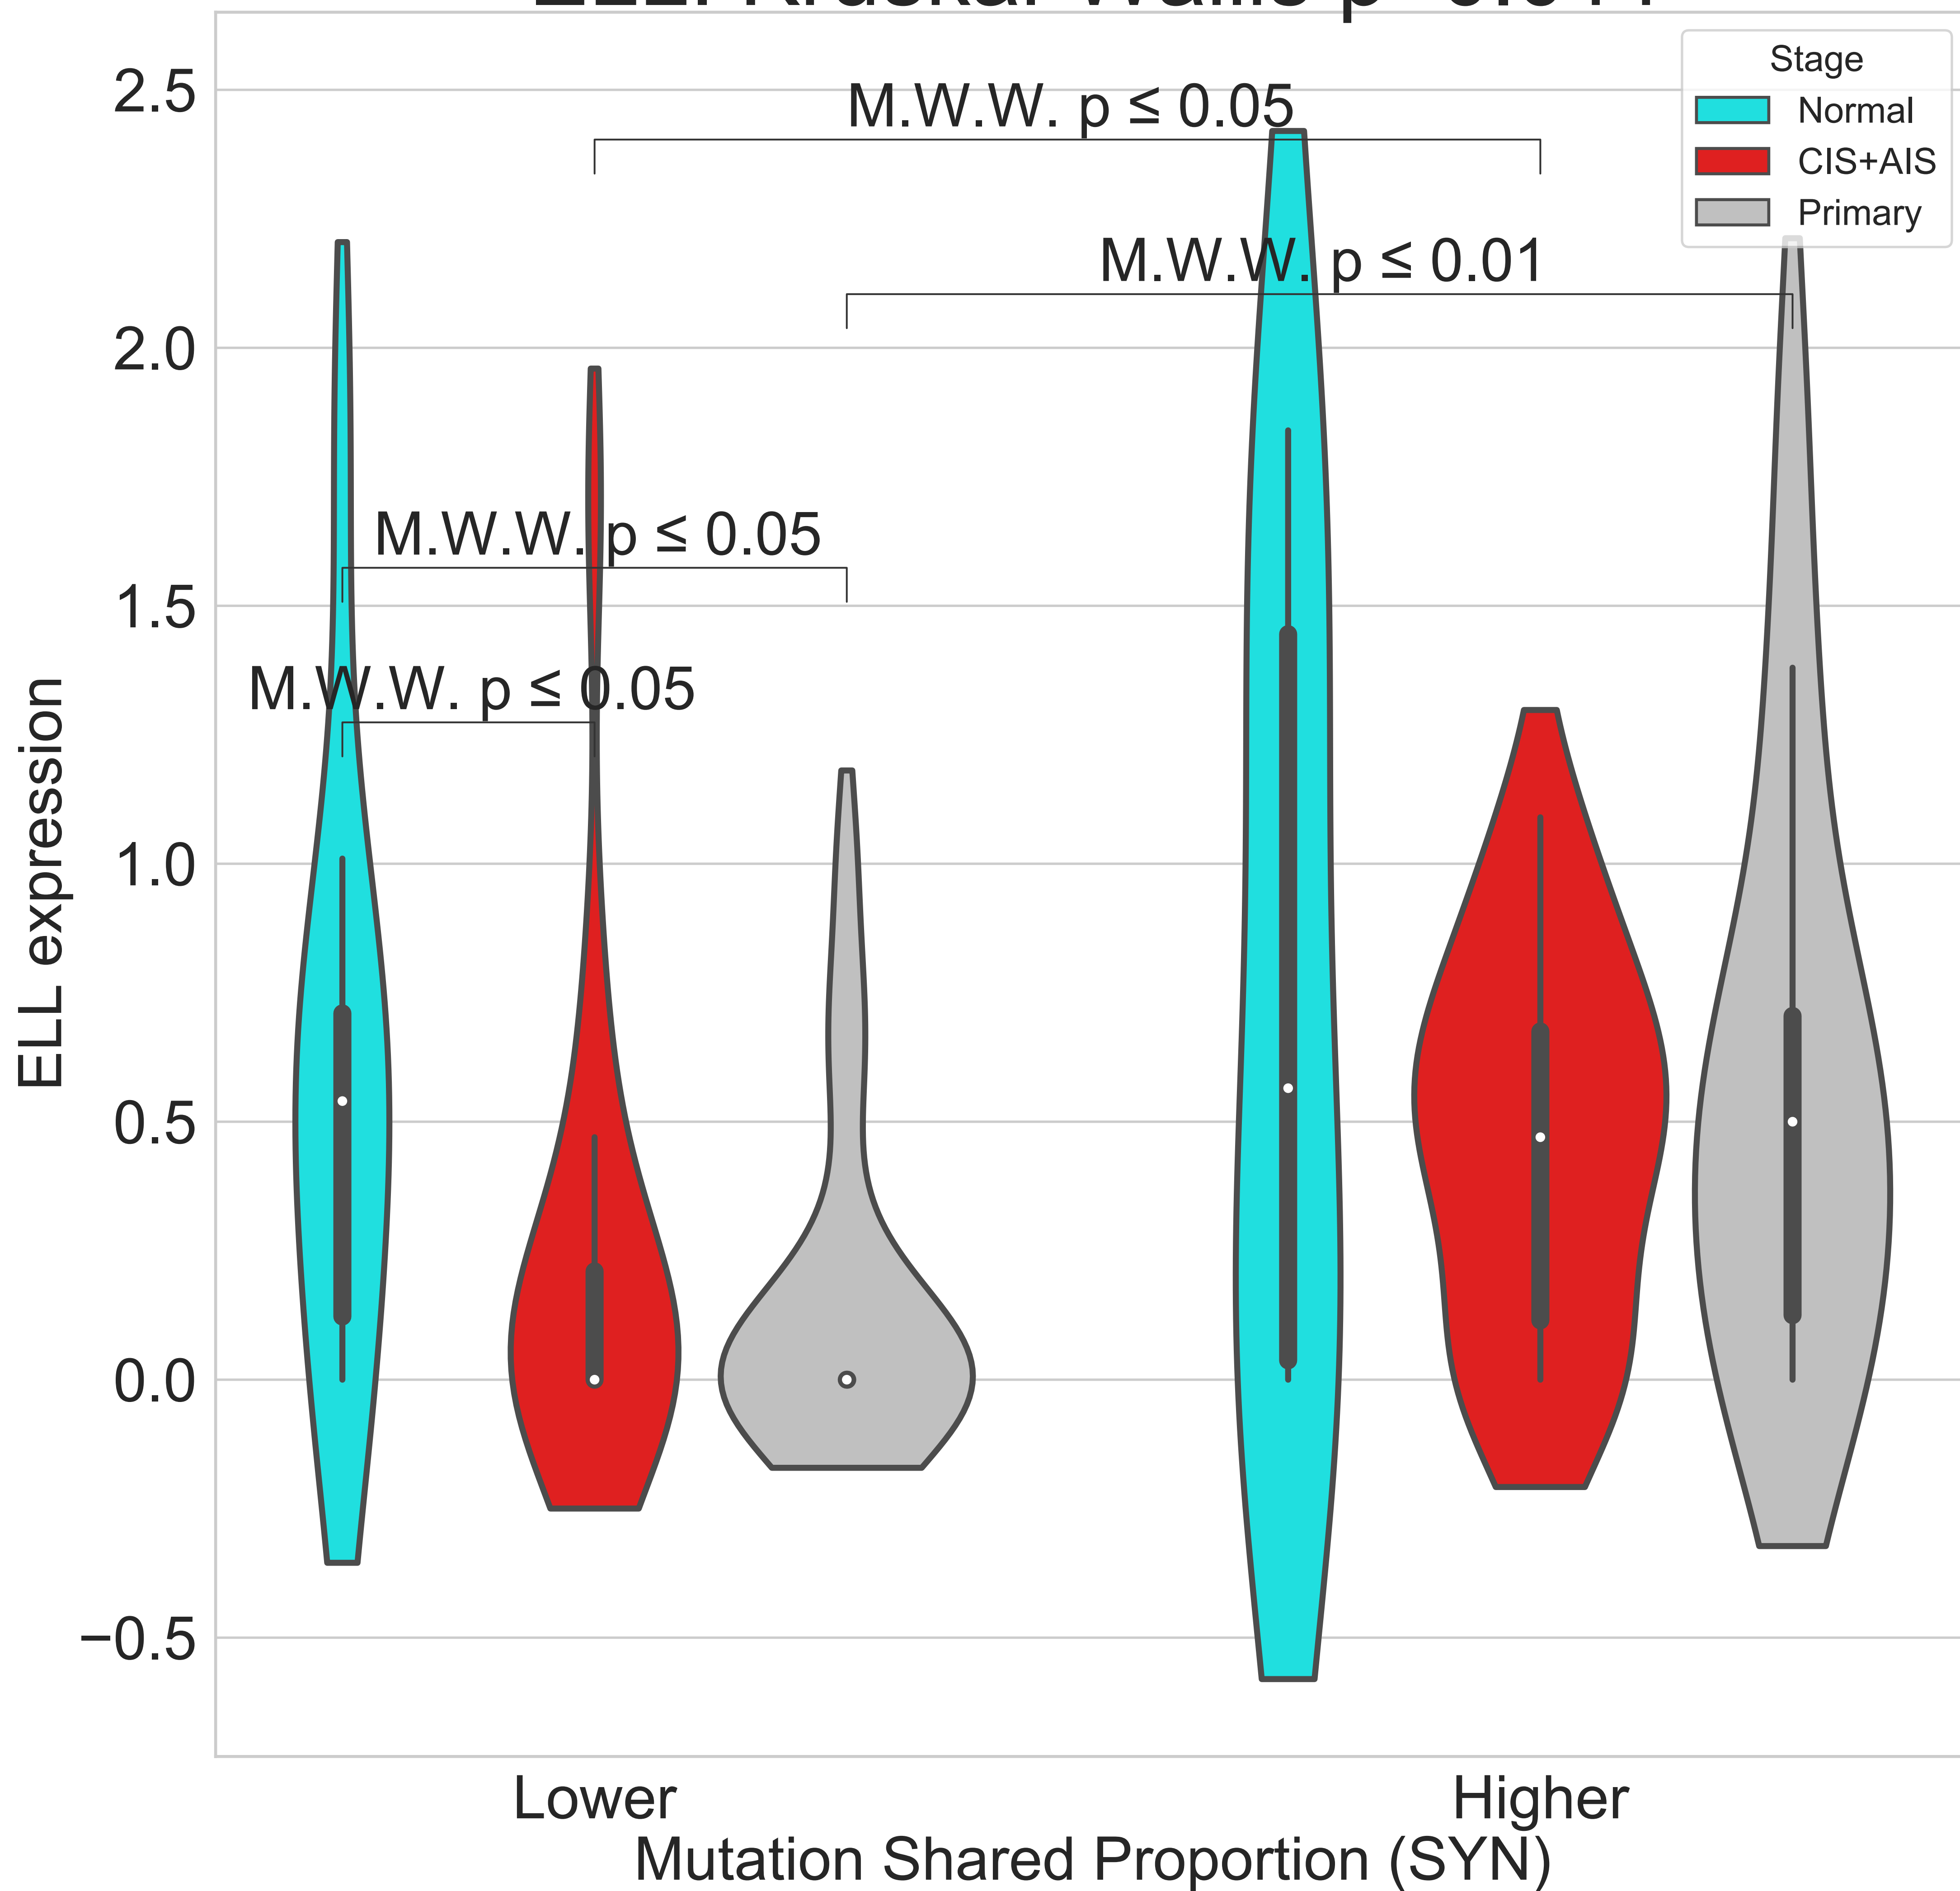 Stage
Normal
CIS+AIS
Primary
2.5
2.0
1.5
1.0
0.5
0.0
−0.5
ELL expression
M.W.W. p ≤ 0.05
M.W.W. p ≤ 0.01
M.W.W. p ≤ 0.05
M.W.W. p ≤ 0.05
Lower
Higher
Mutation Shared Proportion (SYN)